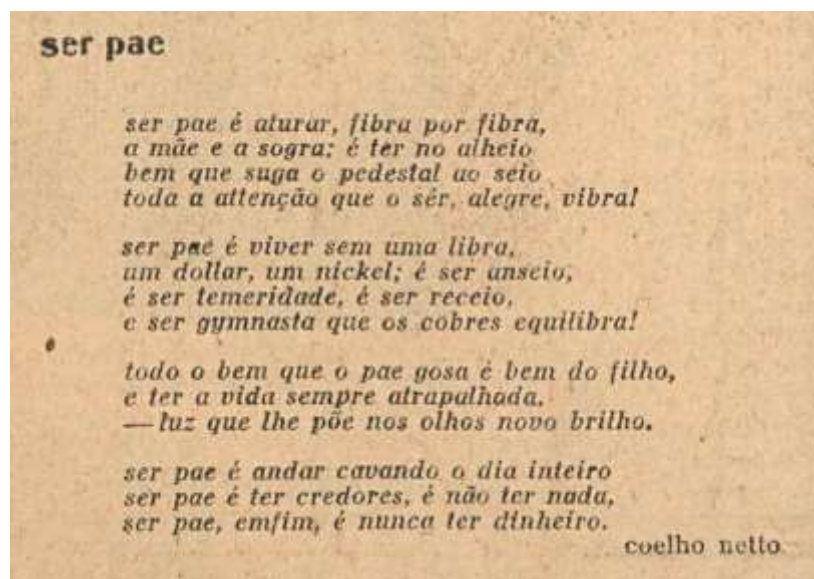 ser pae
ser pae é aturar, fibra por fibra,
a mãe e a sogra; é ter no alheio
bem que suga o pedestal ao seio
toda a attenção que o sér, alegre, vibra!
ser pae é viver sem uma libra,
um dollar, um nickel; é ser anseio,
é ser temeridade, é ser receio,
e ser gymnasta que os cobres equilibra!
todo o bem que o pae gosa é bem do filho,
e ter a vida sempre atrapalhada,
—luz que lhe põe nos olhos novo brilho.
ser pae é andar cavando o dia inteiro
ser pae é ter credores, é não ter nada,
ser pae, emfim, é nunca ter dinheiro.
coelho netto